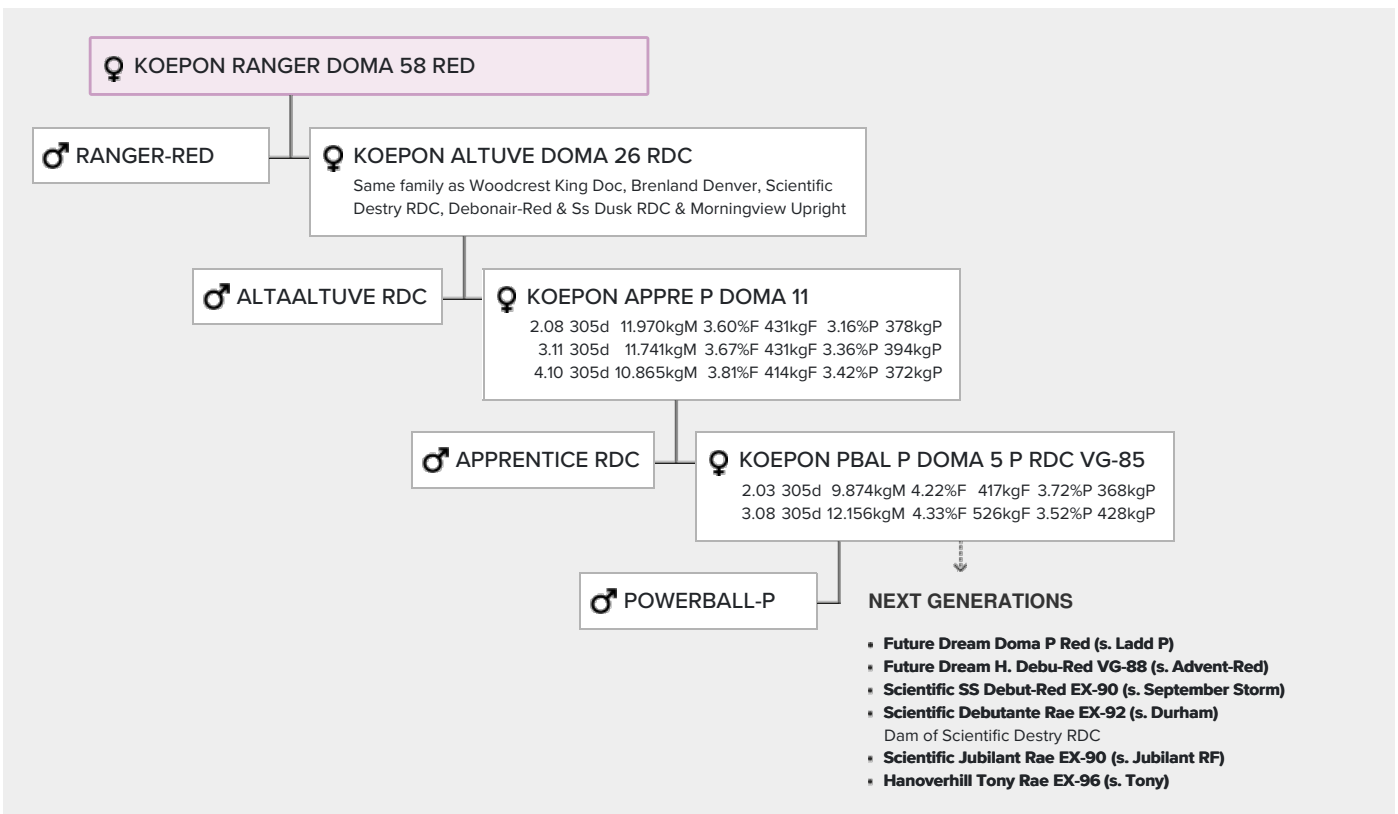 KOEPON RANGER DOMA 58 RED
RANGER-RED
KOEPON ALTUVE DOMA 26 RDC
Same family as Woodcrest King Doc, Brenland Denver, Scientific
Destry RDC, Debonair-Red & Ss Dusk RDC & Morningview Upright
ALTAALTUVE RDC
KOEPON APPRE P DOMA 11
2.08 305d 11.970kgM 3.60%F 431kgF 3.16%P 378kgP
3.11 305d 11.741kgM 3.67%F 431kgF 3.36%P 394kgP
4.10 305d 10.865kgM 3.81%F 414kgF 3.42%P 372kgP
APPRENTICE RDC
KOEPON PBAL P DOMA 5 P RDC VG-85
2.03 305d 9.874kgM 4.22%F 417kgF 3.72%P 368kgP
3.08 305d 12.156kgM 4.33%F 526kgF 3.52%P 428kgP
POWERBALL-P
NEXT GENERATIONS
Future Dream Doma P Red (s. Ladd P)
Future Dream H. Debu-Red VG-88 (s. Advent-Red)
Scientific SS Debut-Red EX-90 (s. September Storm)
Scientific Debutante Rae EX-92 (s. Durham)
Dam of Scientific Destry RDC
Scientific Jubilant Rae EX-90 (s. Jubilant RF)
Hanoverhill Tony Rae EX-96 (s. Tony)